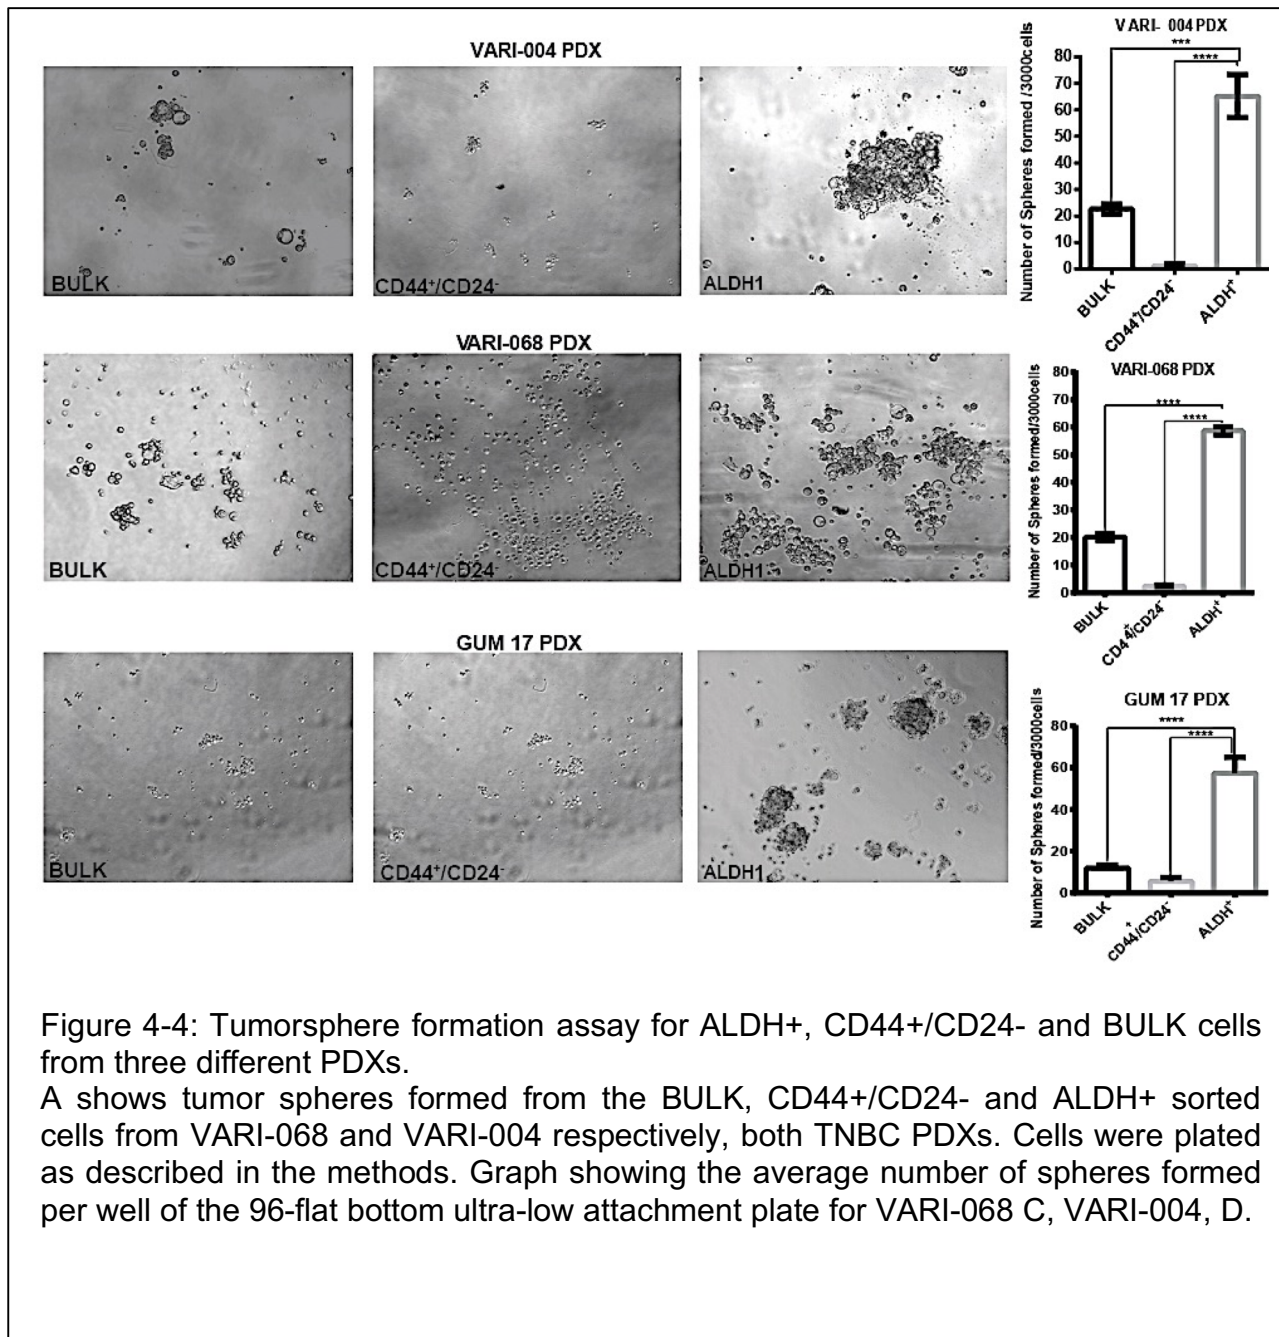 VARI-004 PDX
BULK
CD44+/CD24-
ALDH1
VARI- 004 PDX
Number of Spheres formed /3000cells
80
70
60
50
40
30
20
10
0
***
****
BULK
CD44+/CD24-
ALDH+
VARI-068 PDX
BULK
CD44+/CD24-
ALDH1
VARI-068 PDX
Number of Spheres formed/3000cells
80
70
60
50
40
30
20
10
0
****
****
BULK
CD44+/CD24-
ALDH+
GUM 17 PDX
BULK
CD44+/CD24-
ALDH1
GUM 17 PDX
Number of Spheres formed/3000cells
80
60
40
20
0
****
****
BULK
CD44+/CD24-
ALDH+
Figure 4-4: Tumorsphere formation assay for ALDH+, CD44+/CD24- and BULK cells
from three different PDXs.
A shows tumor spheres formed from the BULK, CD44+/CD24- and ALDH+ sorted
cells from VARI-068 and VARI-004 respectively, both TNBC PDXs. Cells were plated
as described in the methods. Graph showing the average number of spheres formed
per well of the 96-flat bottom ultra-low attachment plate for VARI-068 C, VARI-004, D.